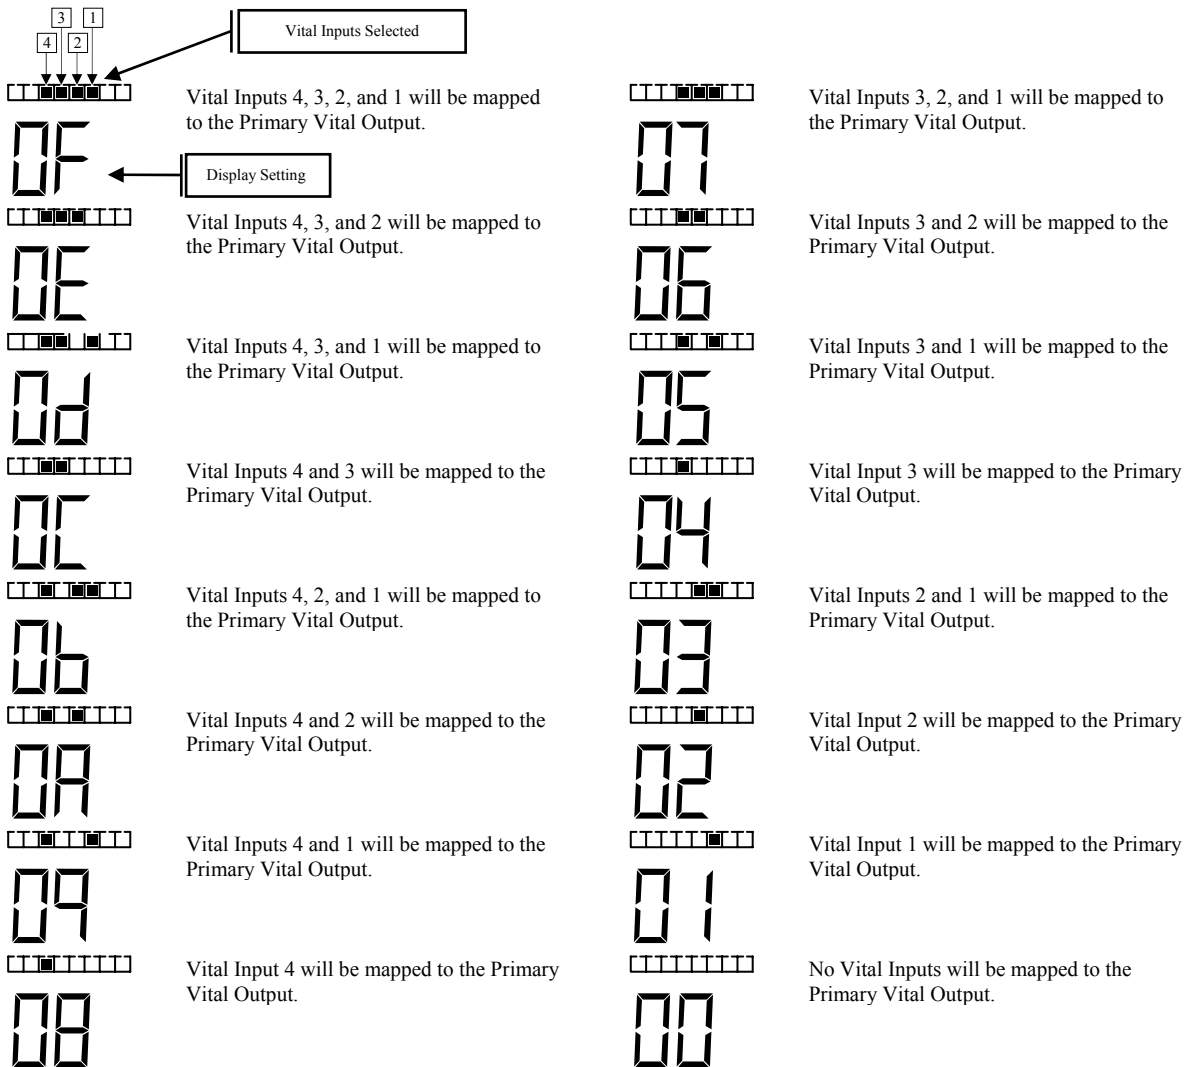 3 1
4 2
Vital Inputs Selected
Vital Inputs 4, 3, 2, and 1 will be mapped
to the Primary Vital Output.
0F
Display Setting
Vital Inputs 4, 3, and 2 will be mapped to
the Primary Vital Output.
0E
Vital Inputs 4, 3, and 1 will be mapped to
the Primary Vital Output.
0d
Vital Inputs 4 and 3 will be mapped to the
Primary Vital Output.
0C
Vital Inputs 4, 2, and 1 will be mapped to
the Primary Vital Output.
0b
Vital Inputs 4 and 2 will be mapped to the
Primary Vital Output.
0A
Vital Inputs 4 and 1 will be mapped to the
Primary Vital Output.
09
Vital Input 4 will be mapped to the Primary
Vital Output.
08
Vital Inputs 3, 2, and 1 will be mapped to
the Primary Vital Output.
07
Vital Inputs 3 and 2 will be mapped to the
Primary Vital Output.
06
Vital Inputs 3 and 1 will be mapped to the
Primary Vital Output.
05
Vital Input 3 will be mapped to the Primary
Vital Output.
04
Vital Inputs 2 and 1 will be mapped to the
Primary Vital Output.
03
Vital Input 2 will be mapped to the Primary
Vital Output.
02
Vital Input 1 will be mapped to the Primary
Vital Output.
01
No Vital Inputs will be mapped to the
Primary Vital Output.
00